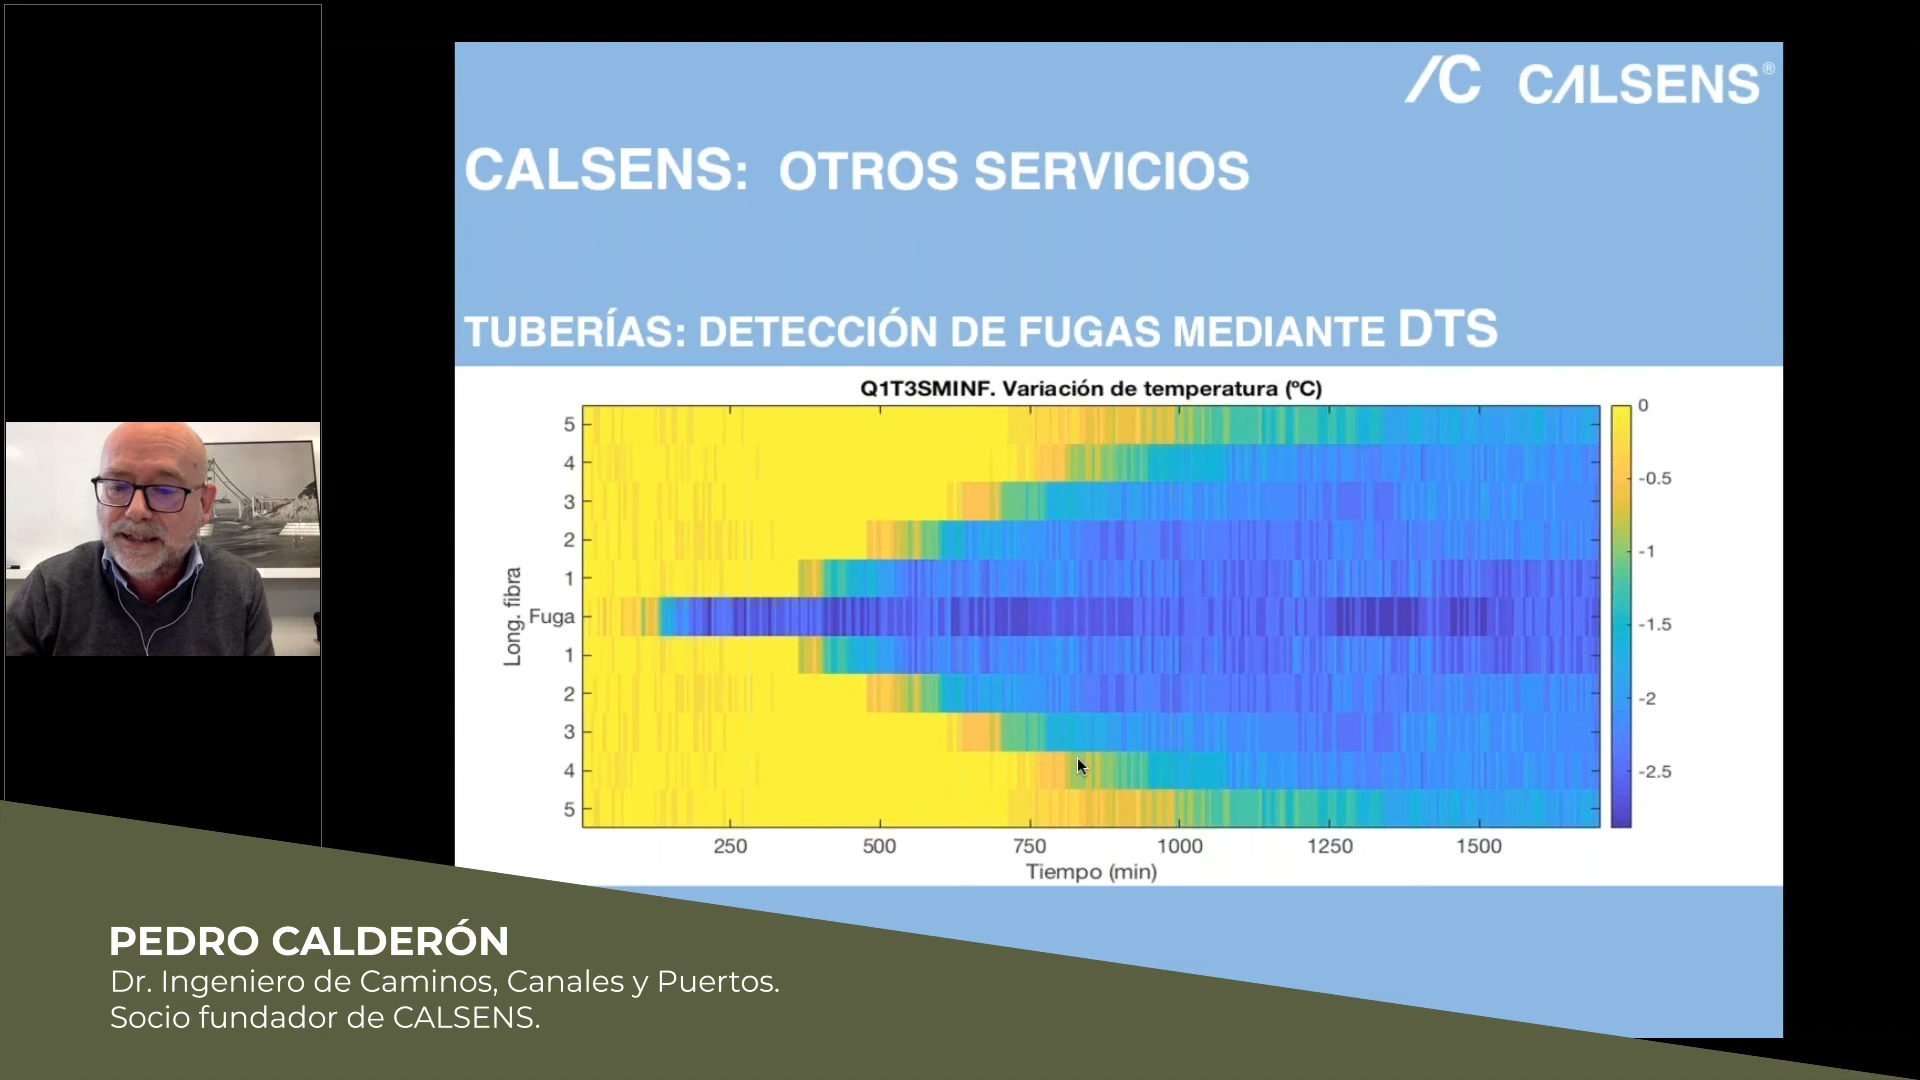 /C CALSENS®
CALSENS: OTROS SERVICIOS
TUBERÍAS: DETECCIÓN DE FUGAS MEDIANTE DTS
Q1T3SMINF. Variación de temperatura (ºC)
Long. fibra
5
4
3
2
1
Fuga
1
2
3
4
5
250 500 750 1000 1250 1500
Tiempo (min)
0
-0.5
-1
-1.5
-2
-2.5
PEDRO CALDERÓN
Dr. Ingeniero de Caminos, Canales y Puertos.
Socio fundador de CALSENS.